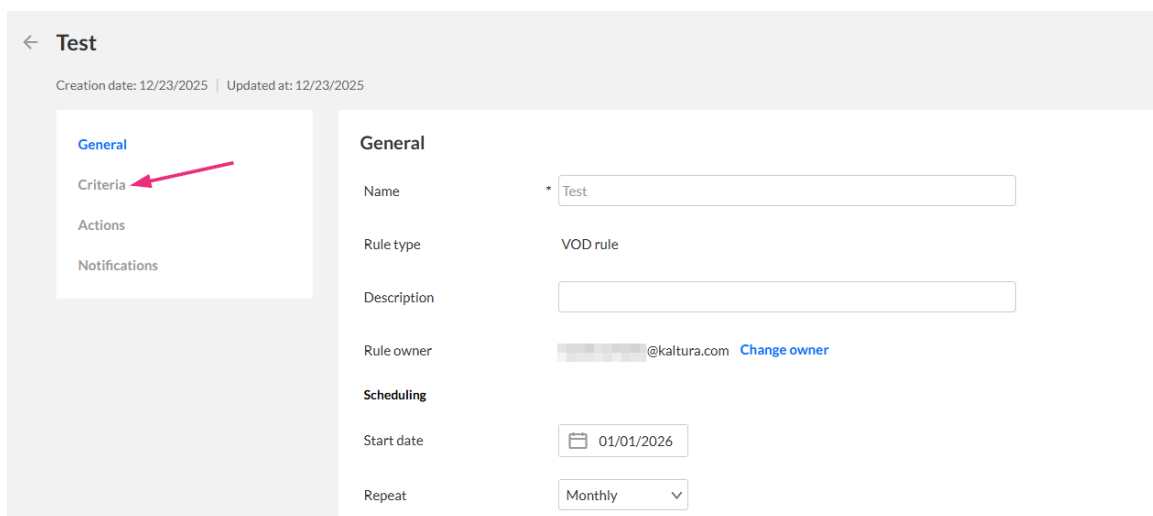 Test
Creation date: 12/23/2025 | Updated at: 12/23/2025
General
Criteria
Actions
Notifications
General
Name * Test
Rule type VOD rule
Description
Rule owner @kaltura.com Change owner
Scheduling
Start date 01/01/2026
Repeat Monthly